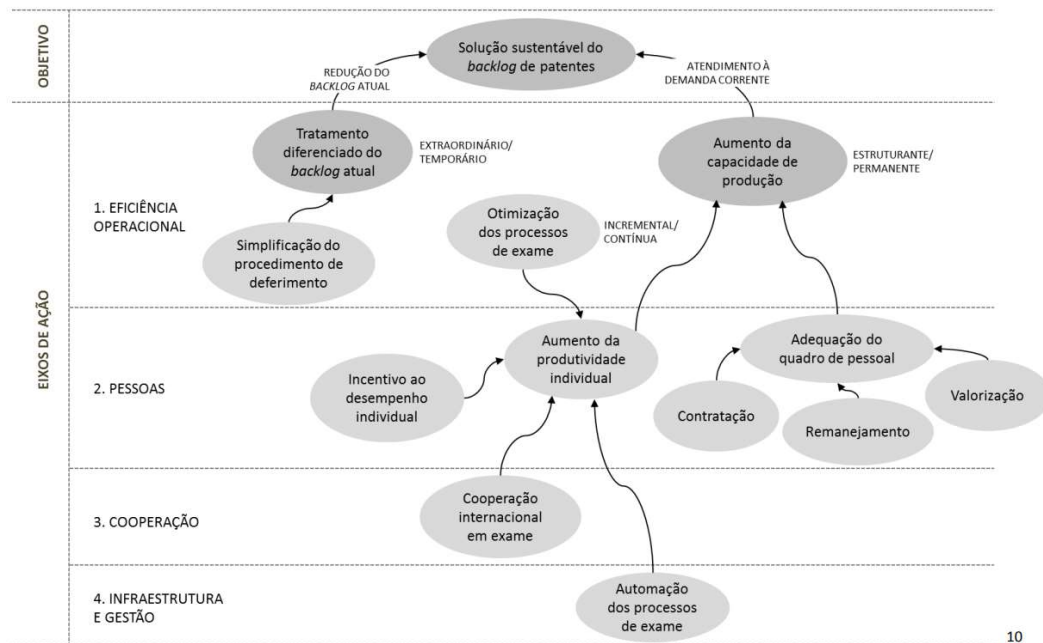 OBJETIVO
Solução sustentável do
backlog de patentes
REDUÇÃO DO
BACKLOG ATUAL
ATENDIMENTO À
DEMANDA CORRENTE
EIXOS DE AÇÃO
1. EFICIÊNCIA
OPERACIONAL
Tratamento
diferenciado do
backlog atual
EXTRAORDINÁRIO/
TEMPORÁRIO
Aumento da
capacidade de
produção
ESTRUTURANTE/
PERMANENTE
Simplificação do
procedimento de
deferimento
Otimização
dos processos
de exame
INCREMENTAL/
CONTÍNUA
2. PESSOAS
Aumento da
produtividade
individual
Adequação do
quadro de pessoal
Incentivo ao
desempenho
individual
Contratação
Remanejamento
Valorização
3. COOPERAÇÃO
Cooperação
internacional
em exame
4. INFRAESTRUTURA
E GESTÃO
Automação
dos processos
de exame
10